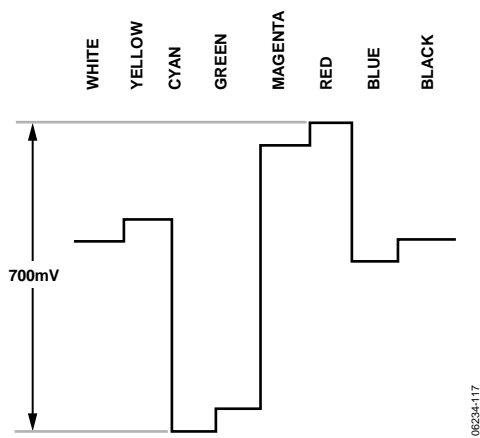 WHITE
YELLOW
CYAN
GREEN
MAGENTA
RED
BLUE
BLACK
700mV
06234-117